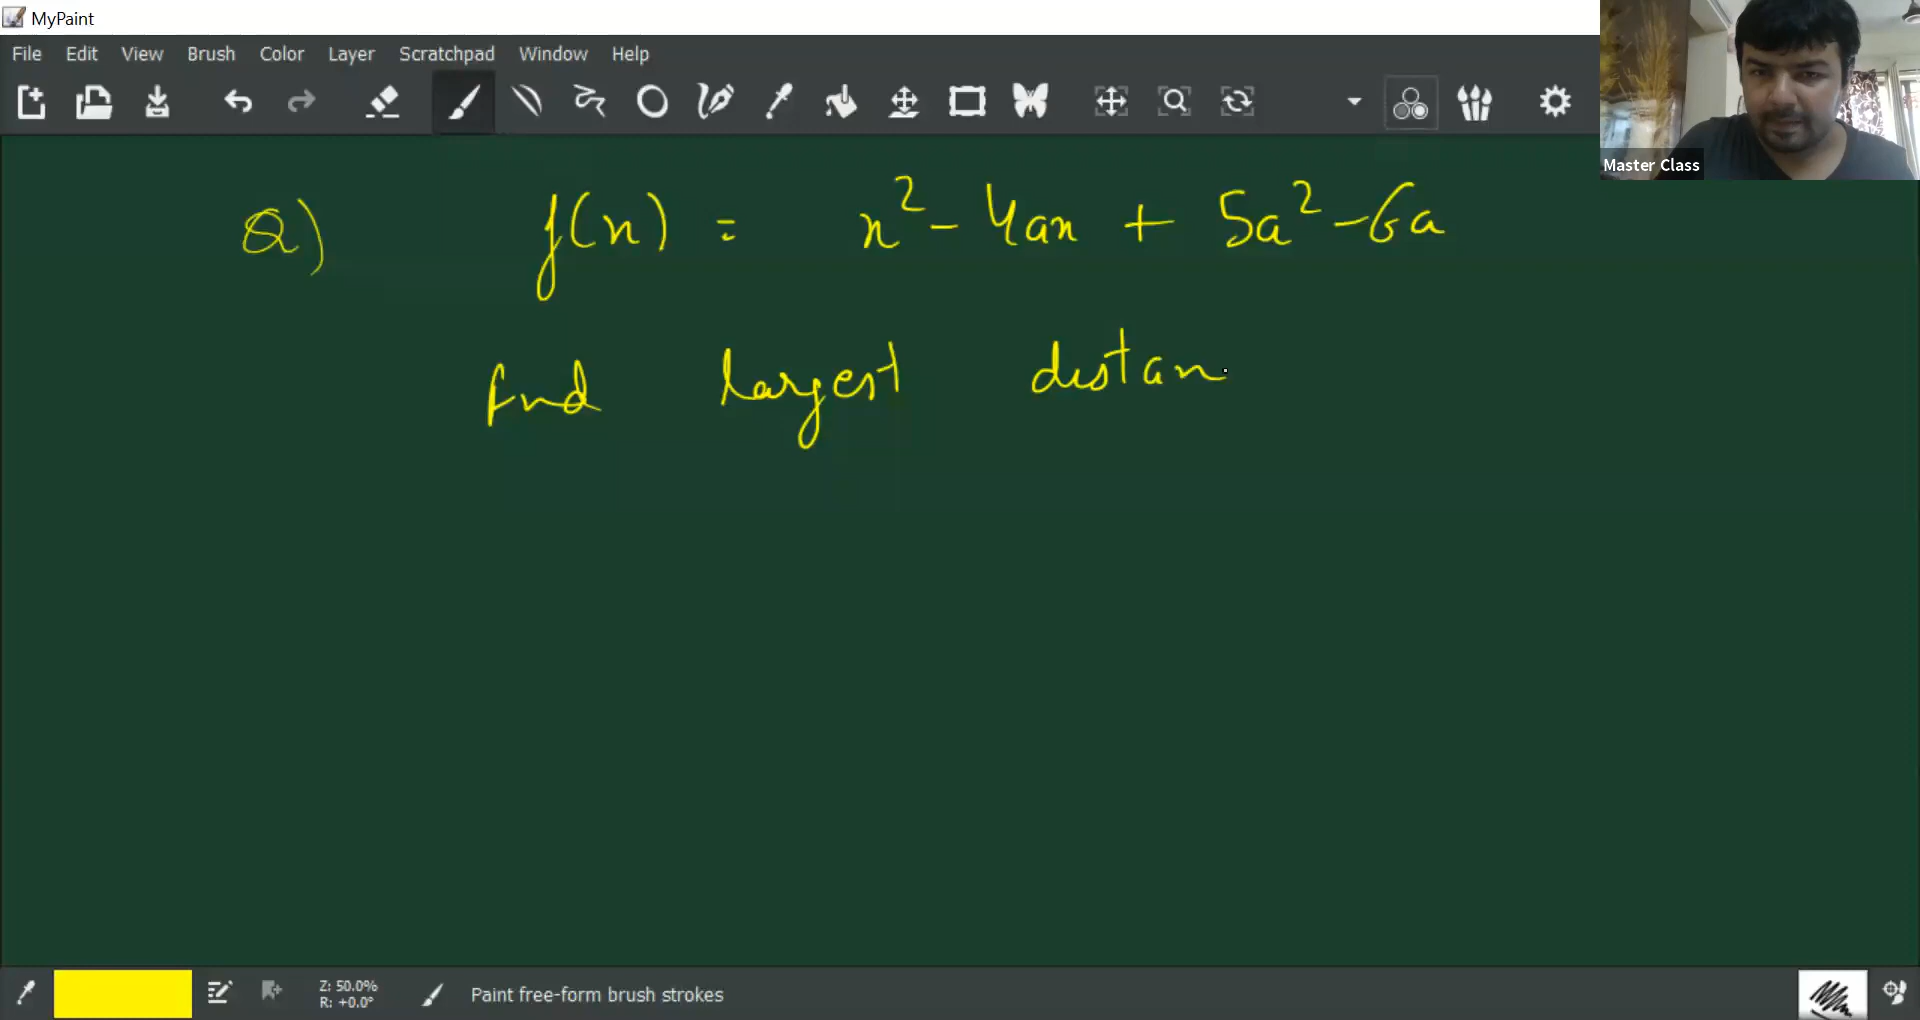 MyPaint
File Edit View Brush Color Layer Scratchpad Window Help
Master Class
Q) f(x) = x² - 4ax + 5a² - 6a
find largest distan
Z: 50.0%
R: +0.0°
Paint free-form brush strokes